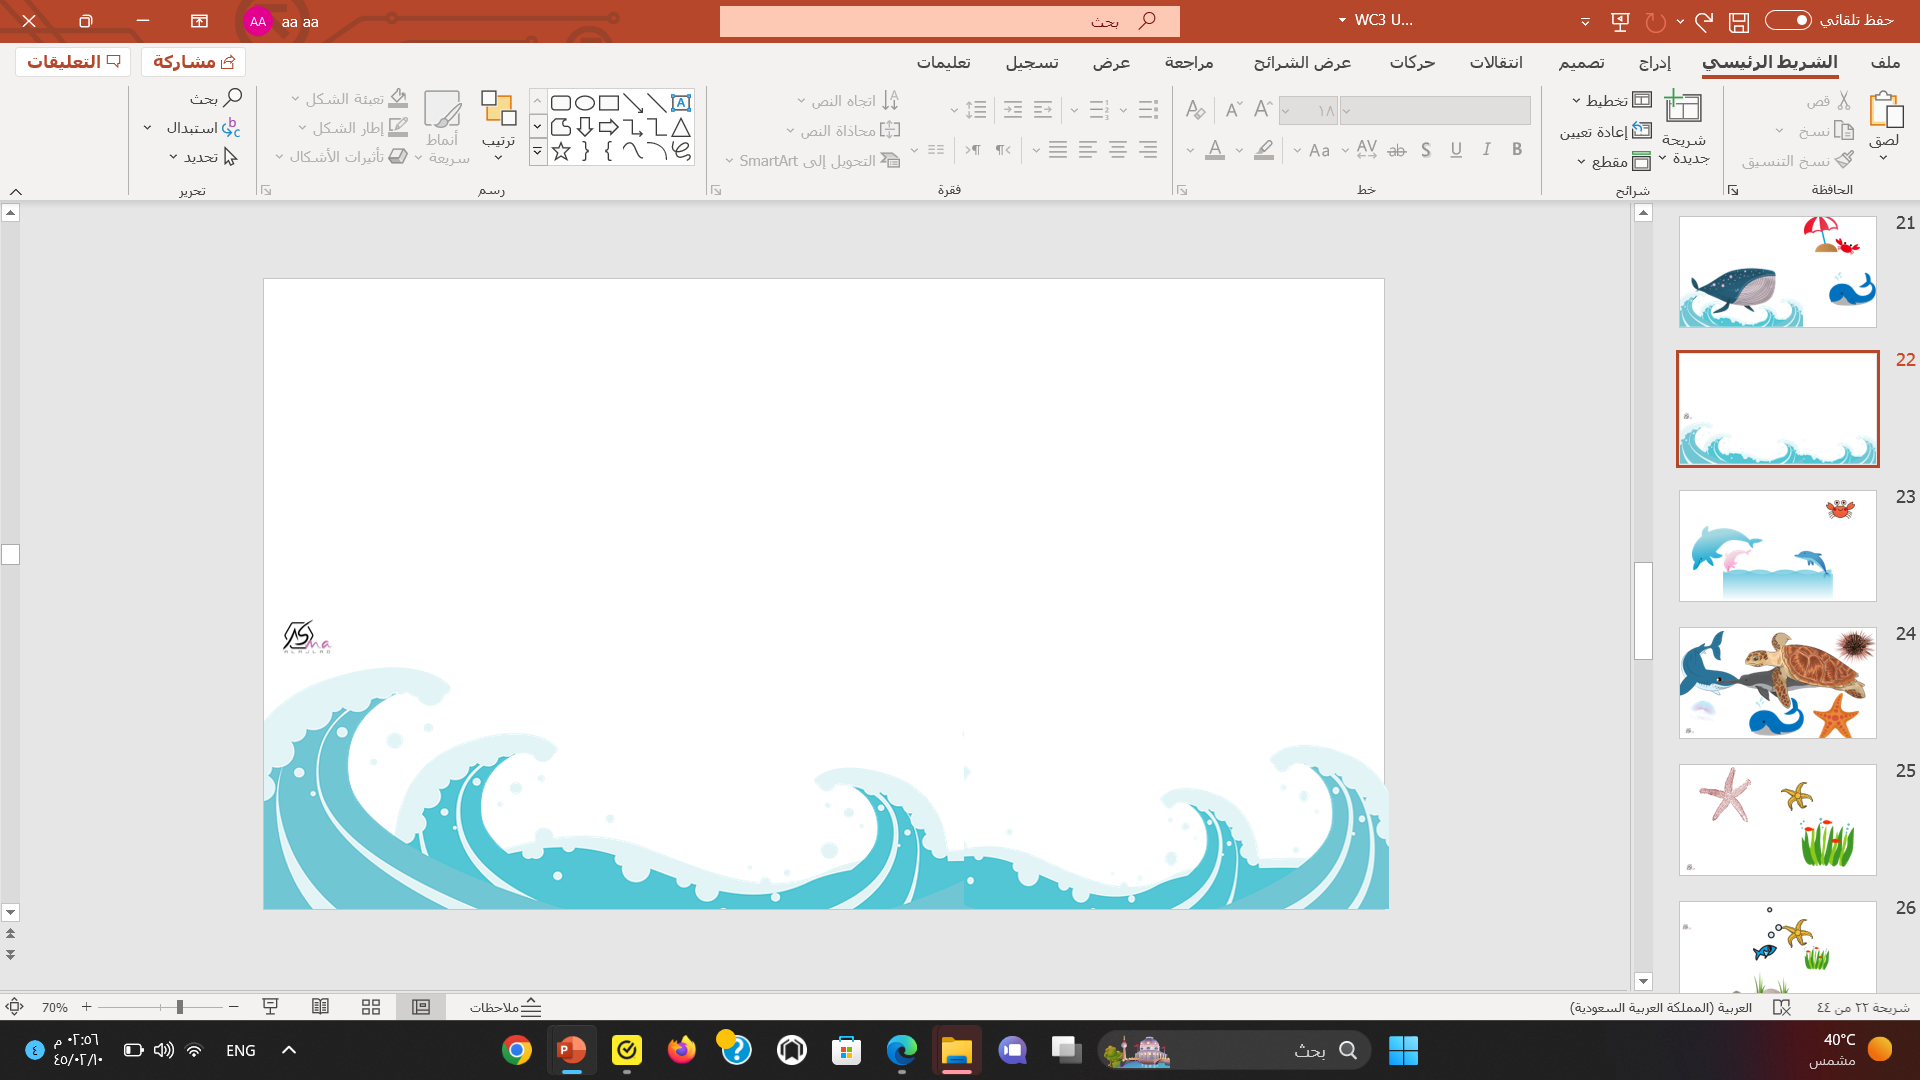 حفظ تلقائي
WC3 U...
بحث
aa aa
AA
ملف
الشريط الرئيسي
إدراج
تصميم
انتقالات
حركات
عرض الشرائح
مراجعة
عرض
تسجيل
تعليمات
مشاركة
التعليقات
لصق
قص
نسخ
نسخ التنسيق
الحافظة
شريحة جديدة
تخطيط
إعادة تعيين
مقطع
شرائح
١٨
خط
اتجاه النص
محاذاة النص
التحويل إلى SmartArt
فقرة
ترتيب
أنماط سريعة
تعبئة الشكل
إطار الشكل
تأثيرات الأشكال
رسم
بحث
استبدال
تحديد
تحرير
21
22
23
24
25
26
ASma
ALAJLAD
شريحة ٢٢ من ٤٤
العربية (المملكة العربية السعودية)
ملاحظات
70%
40°C
مشمس
بحث
ENG
٠٢:٥٦ م
٤٥/٠٢/١٠
٤